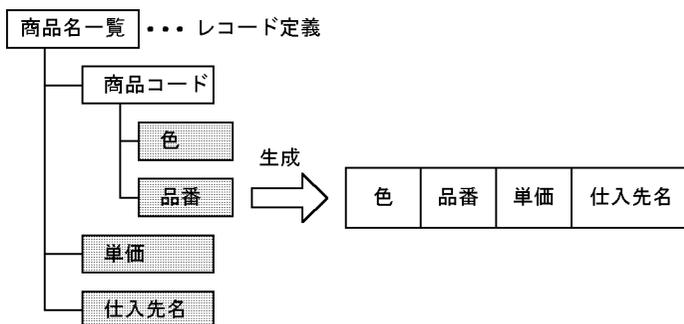 商品名一覧 ••• レコード定義
商品コード
色
品番
単価
仕入先名
生成
色 品番 単価 仕入先名